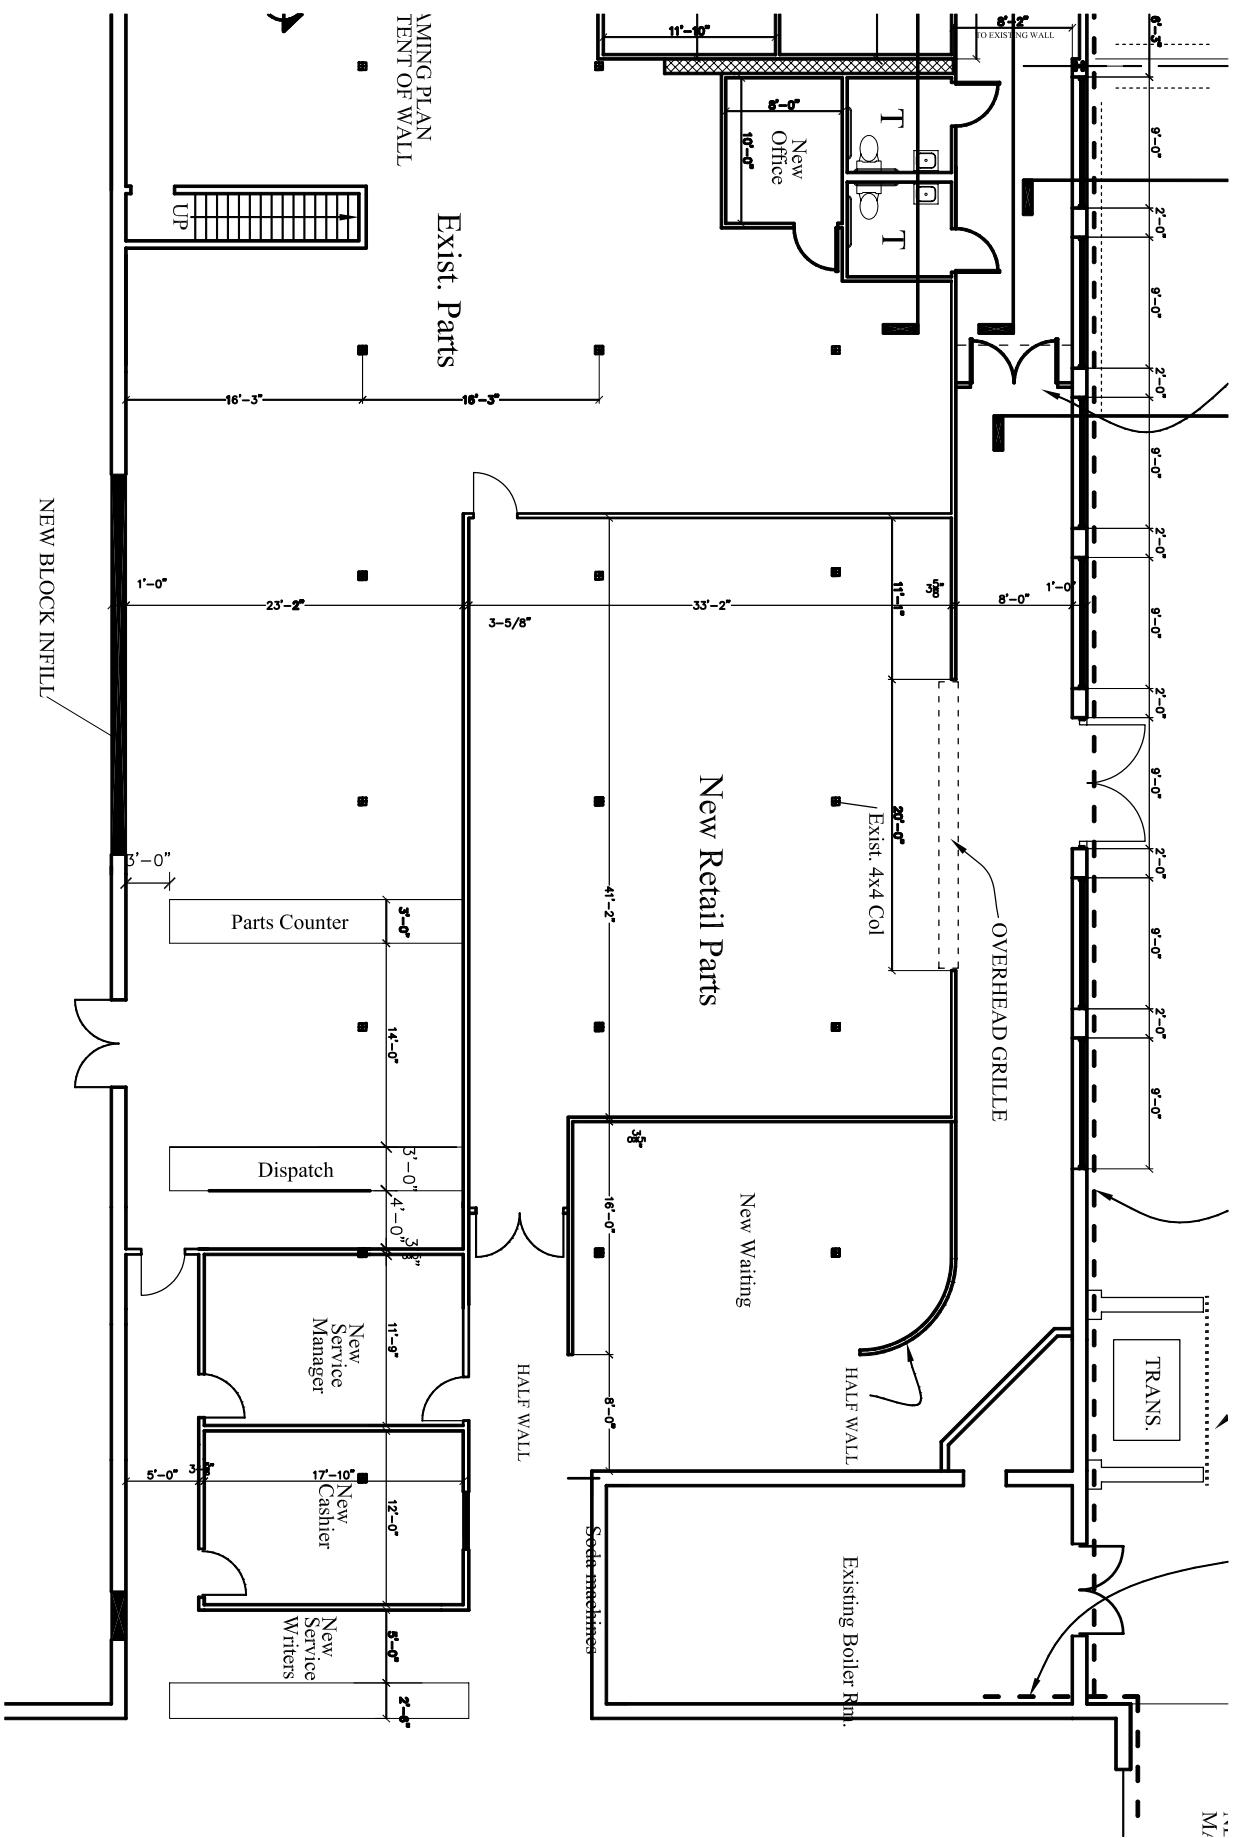 AMING PLAN
TENT OF WALL
11'-10"
8'-2"
TO EXISTING WALL
6'-3"
8'-0"
10'-0"
New
Office
T
T
UP
Exist. Parts
9'-0"
2'-0"
9'-0"
2'-0"
9'-0"
2'-0"
9'-0"
2'-0"
9'-0"
2'-0"
9'-0"
2'-0"
9'-0"
16'-3"
16'-3"
NEW BLOCK INFILL
1'-0"
23'-2"
3-5/8"
33'-2"
11'-1"
3 5/8"
8'-0"
1'-0"
New Retail Parts
41'-2"
20'-0"
Exist. 4x4 Col
OVERHEAD GRILLE
3'-0"
Parts Counter
3'-0"
14'-0"
Dispatch
3'-0"
4'-0"
16'-0"
New Waiting
New
Service
Manager
11'-9"
HALF WALL
8'-0"
HALF WALL
TRANS.
5'-0"
17'-10"
New
Cashier
12'-0"
Soda machines
Existing Boiler Rm.
New
Service
Writers
5'-0"
2'-6"